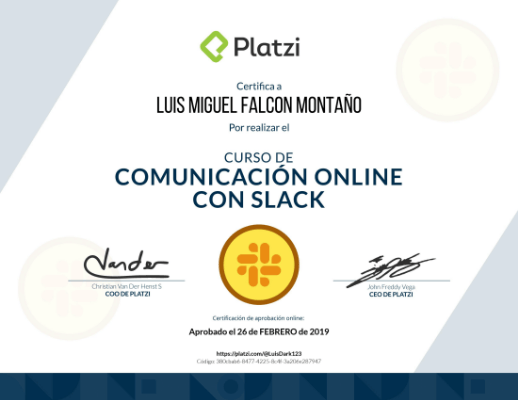 Platzi
Certifica a
LUIS MIGUEL FALCON MONTAÑO
Por realizar el
CURSO DE
COMUNICACIÓN ONLINE
CON SLACK
Christian Van Der Henst S
COO DE PLATZI
John Freddy Vega
CEO DE PLATZI
Certificación de aprobación online:
Aprobado el 26 de FEBRERO de 2019
https://platzi.com/@LuisDark123
Código: